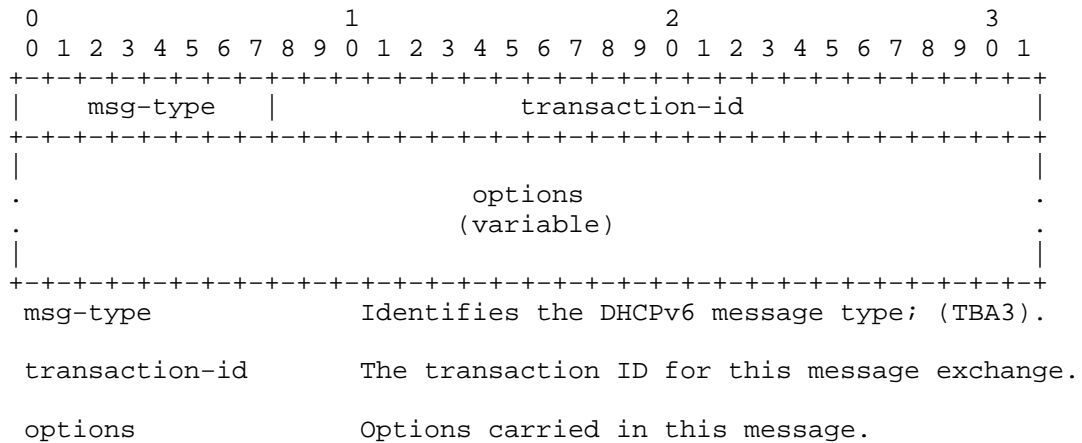 0                   1                   2                   3
 0 1 2 3 4 5 6 7 8 9 0 1 2 3 4 5 6 7 8 9 0 1 2 3 4 5 6 7 8 9 0 1
+-+-+-+-+-+-+-+-+-+-+-+-+-+-+-+-+-+-+-+-+-+-+-+-+-+-+-+-+-+-+-+-+
|    msg-type   |               transaction-id                  |
+-+-+-+-+-+-+-+-+-+-+-+-+-+-+-+-+-+-+-+-+-+-+-+-+-+-+-+-+-+-+-+-+
|                                                               |
.                            options                            .
.                           (variable)                          .
|                                                               |
+-+-+-+-+-+-+-+-+-+-+-+-+-+-+-+-+-+-+-+-+-+-+-+-+-+-+-+-+-+-+-+-+
msg-type             Identifies the DHCPv6 message type; (TBA3).
transaction-id       The transaction ID for this message exchange.
options              Options carried in this message.